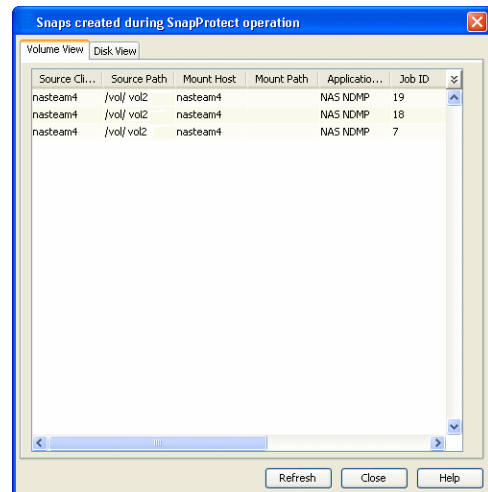 Snaps created during SnapProtect operation
Volume View Disk View
Source Cli... Source Path Mount Host Mount Path Applicatio... Job ID
nasteam4 /vol/ vol2 nasteam4 NAS NDMP 19
nasteam4 /vol/ vol2 nasteam4 NAS NDMP 18
nasteam4 /vol/ vol2 nasteam4 NAS NDMP 7
Refresh Close Help